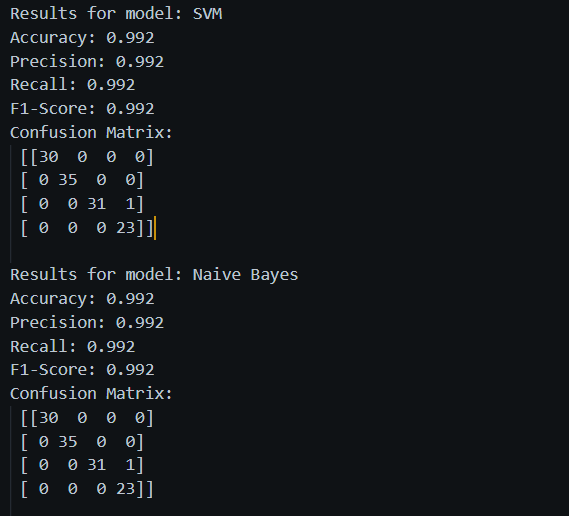 Results for model: SVM
Accuracy: 0.992
Precision: 0.992
Recall: 0.992
F1-Score: 0.992
Confusion Matrix:
[[30  0  0  0]
[ 0 35  0  0]
[ 0  0 31  1]
[ 0  0  0 23]]
Results for model: Naive Bayes
Accuracy: 0.992
Precision: 0.992
Recall: 0.992
F1-Score: 0.992
Confusion Matrix:
[[30  0  0  0]
[ 0 35  0  0]
[ 0  0 31  1]
[ 0  0  0 23]]